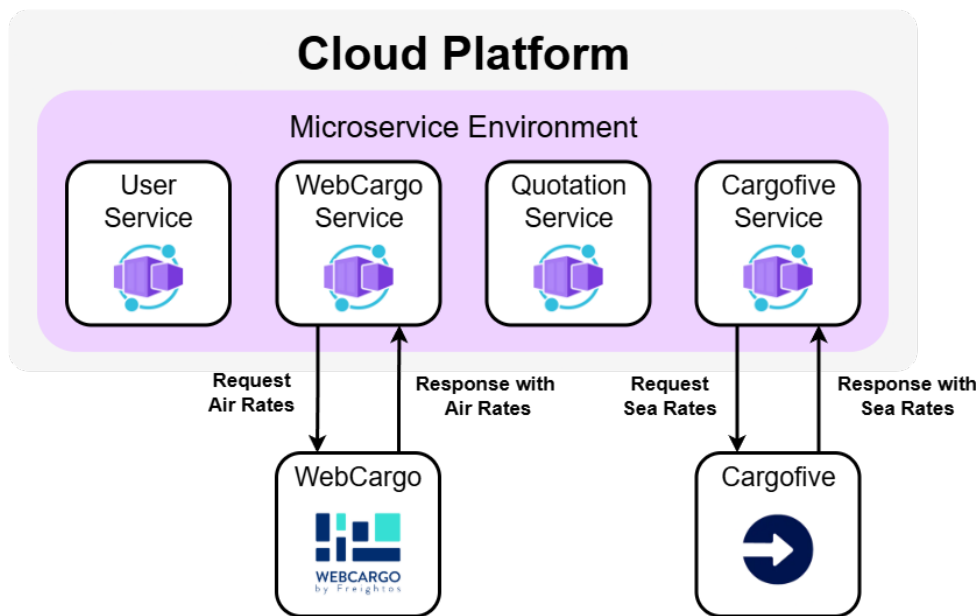 Cloud Platform
Microservice Environment
User
Service
WebCargo
Service
Quotation
Service
Cargofive
Service
Request
Air Rates
Response with
Air Rates
Request
Sea Rates
Response with
Sea Rates
WebCargo
WEBCARGO
by Freightos
Cargofive